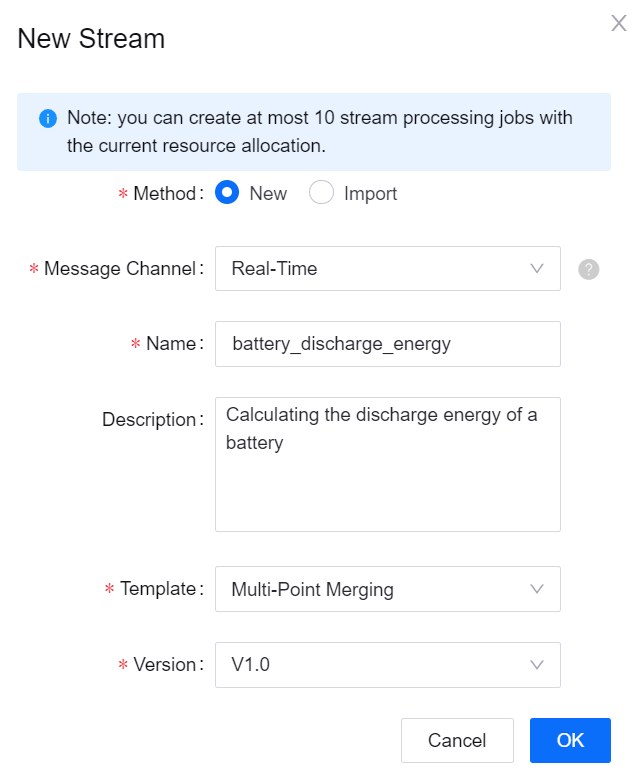 New Stream
X
Note: you can create at most 10 stream processing jobs with
the current resource allocation.
* Method: New Import
* Message Channel: Real-Time ?
* Name: battery_discharge_energy
Description: Calculating the discharge energy of a
battery
* Template: Multi-Point Merging
* Version: V1.0
Cancel OK